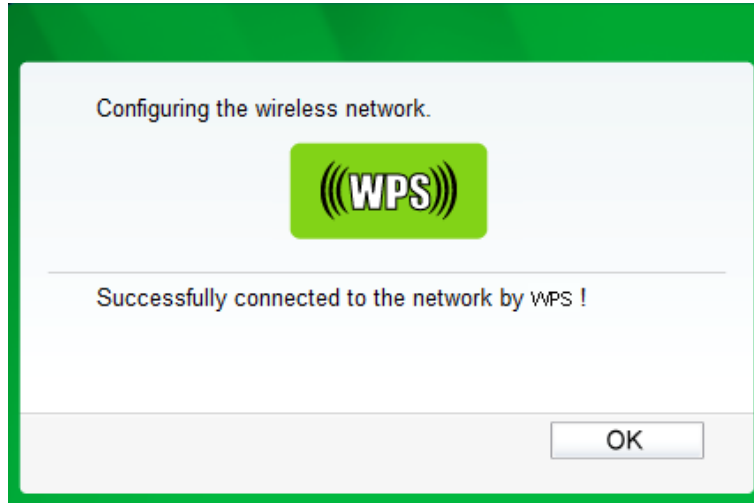 Configuring the wireless network.
(((WPS)))
Successfully connected to the network by WPS !
OK